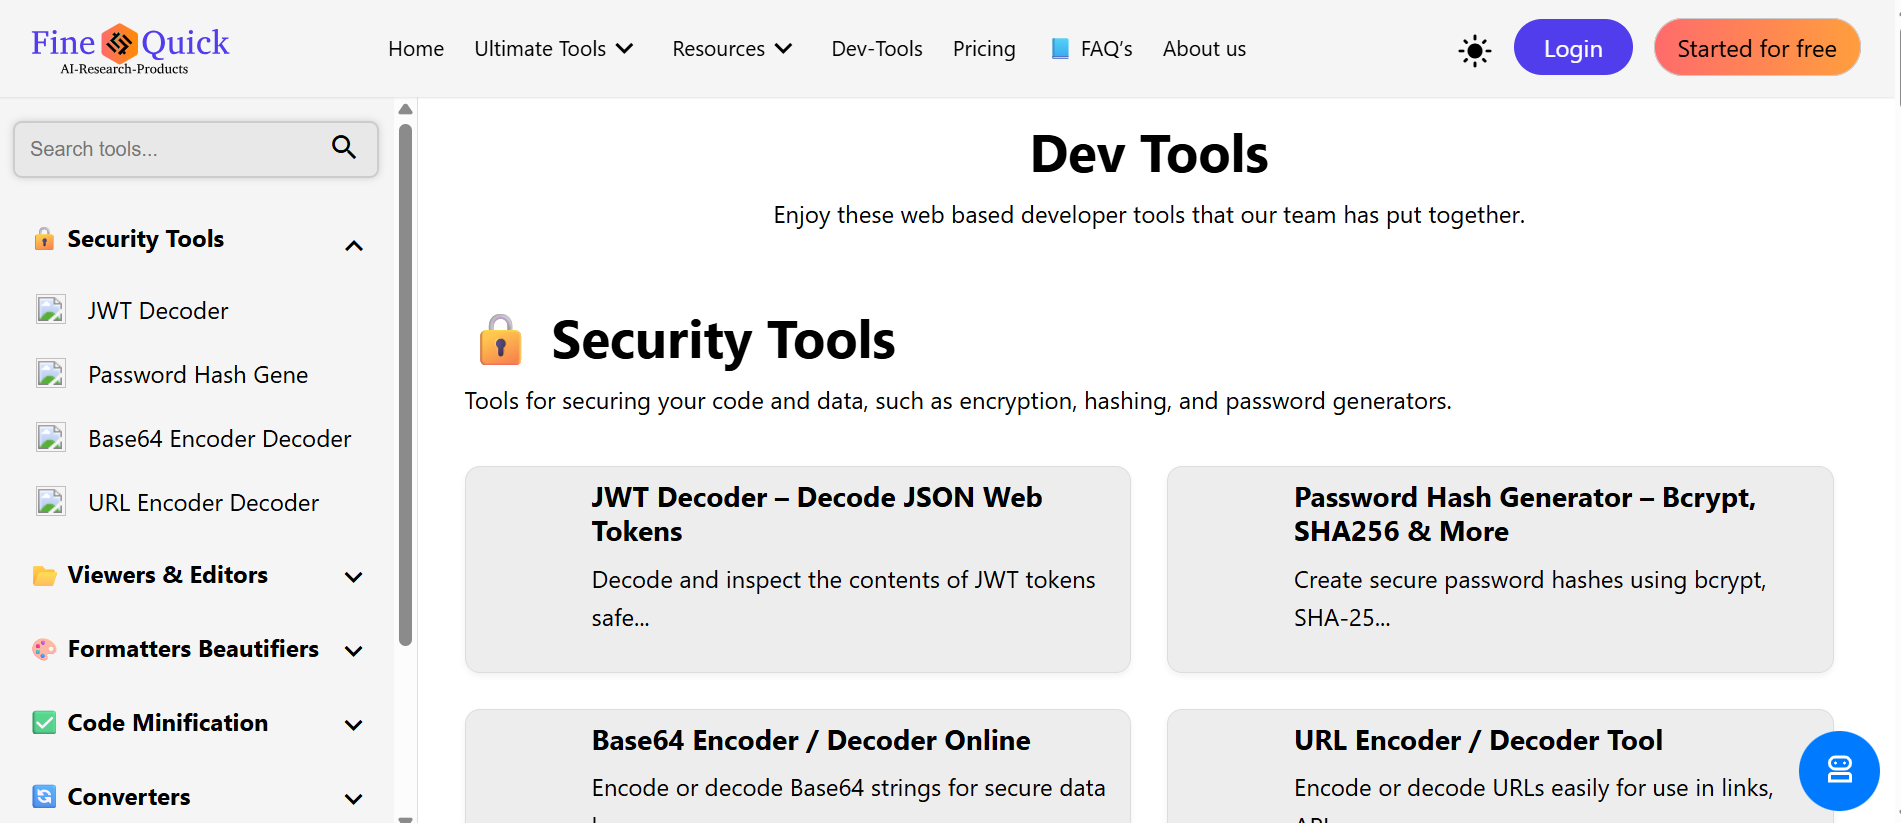 Fine Quick
AI-Research-Products
Home
Ultimate Tools
Resources
Dev-Tools
Pricing
FAQ’s
About us
Login
Started for free
Search tools...
Security Tools
JWT Decoder
Password Hash Gene
Base64 Encoder Decoder
URL Encoder Decoder
Viewers & Editors
Formatters Beautifiers
Code Minification
Converters
Dev Tools
Enjoy these web based developer tools that our team has put together.
Security Tools
Tools for securing your code and data, such as encryption, hashing, and password generators.
JWT Decoder – Decode JSON Web
Tokens
Decode and inspect the contents of JWT tokens
safe...
Password Hash Generator – Bcrypt,
SHA256 & More
Create secure password hashes using bcrypt,
SHA-25...
Base64 Encoder / Decoder Online
Encode or decode Base64 strings for secure data
URL Encoder / Decoder Tool
Encode or decode URLs easily for use in links,